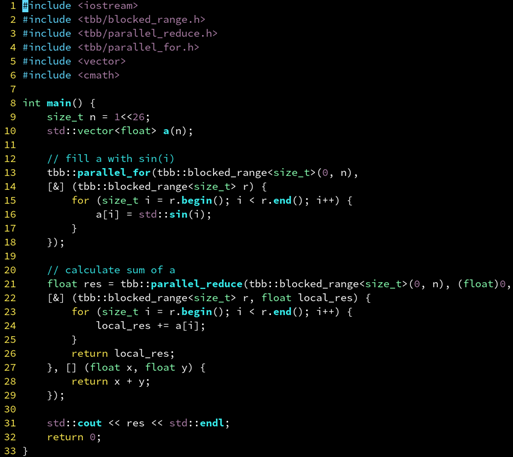 1 #include <iostream>
2 #include <tbb/blocked_range.h>
3 #include <tbb/parallel_reduce.h>
4 #include <tbb/parallel_for.h>
5 #include <vector>
6 #include <cmath>
7
8 int main() {
9     size_t n = 1<<26;
10     std::vector<float> a(n);
11
12     // fill a with sin(i)
13     tbb::parallel_for(tbb::blocked_range<size_t>(0, n),
14     [&] (tbb::blocked_range<size_t> r) {
15         for (size_t i = r.begin(); i < r.end(); i++) {
16             a[i] = std::sin(i);
17         }
18     });
19
20     // calculate sum of a
21     float res = tbb::parallel_reduce(tbb::blocked_range<size_t>(0, n), (float)0,
22     [&] (tbb::blocked_range<size_t> r, float local_res) {
23         for (size_t i = r.begin(); i < r.end(); i++) {
24             local_res += a[i];
25         }
26         return local_res;
27     }, [] (float x, float y) {
28         return x + y;
29     });
30
31     std::cout << res << std::endl;
32     return 0;
33 }